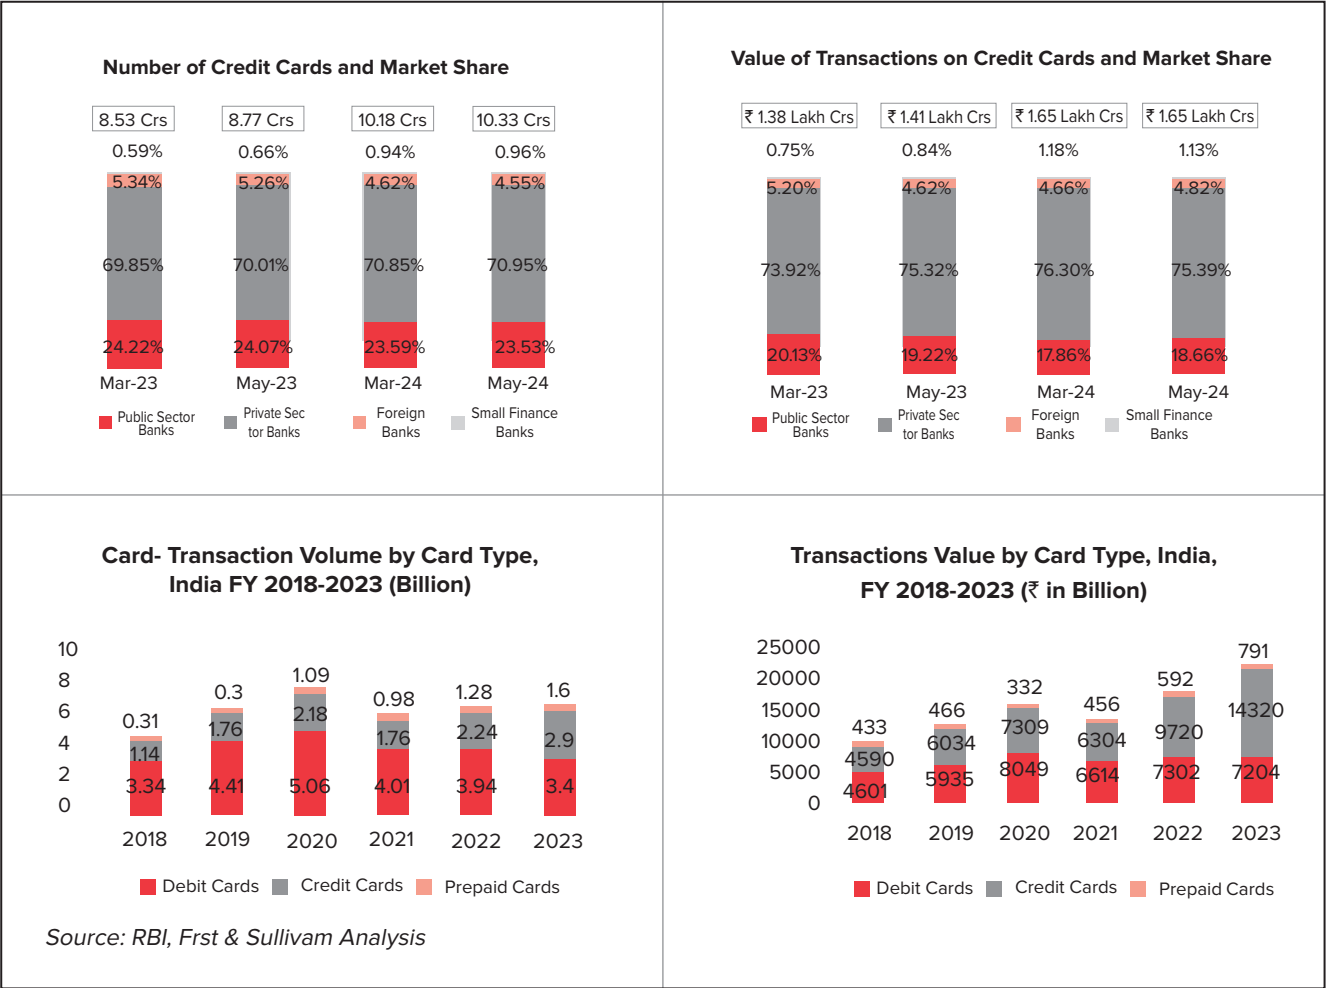 Number of Credit Cards and Market Share
8.53 Crs 8.77 Crs 10.18 Crs 10.33 Crs
0.59% 0.66% 0.94% 0.96%
5.34% 5.26% 4.62% 4.55%
69.85% 70.01% 70.85% 70.95%
24.22% 24.07% 23.59% 23.53%
Mar-23 May-23 Mar-24 May-24
Public Sector Banks
Private Sec tor Banks
Foreign Banks
Small Finance Banks
Value of Transactions on Credit Cards and Market Share
₹ 1.38 Lakh Crs ₹ 1.41 Lakh Crs ₹ 1.65 Lakh Crs ₹ 1.65 Lakh Crs
0.75% 0.84% 1.18% 1.13%
5.20% 4.62% 4.66% 4.82%
73.92% 75.32% 76.30% 75.39%
20.13% 19.22% 17.86% 18.66%
Mar-23 May-23 Mar-24 May-24
Public Sector Banks
Private Sec tor Banks
Foreign Banks
Small Finance Banks
Card- Transaction Volume by Card Type,
India FY 2018-2023 (Billion)
10
8
6
4
2
0
0.31 0.3 1.09 0.98 1.28 1.6
1.14 1.76 2.18 1.76 2.24 2.9
3.34 4.41 5.06 4.01 3.94 3.4
2018 2019 2020 2021 2022 2023
Debit Cards Credit Cards Prepaid Cards
Source: RBI, Frst & Sullivam Analysis
Transactions Value by Card Type, India,
FY 2018-2023 (₹ in Billion)
25000
20000
15000
10000
5000
0
433 466 332 456 592 791
4590 6034 7309 6304 9720 14320
4601 5935 8049 6614 7302 7204
2018 2019 2020 2021 2022 2023
Debit Cards Credit Cards Prepaid Cards